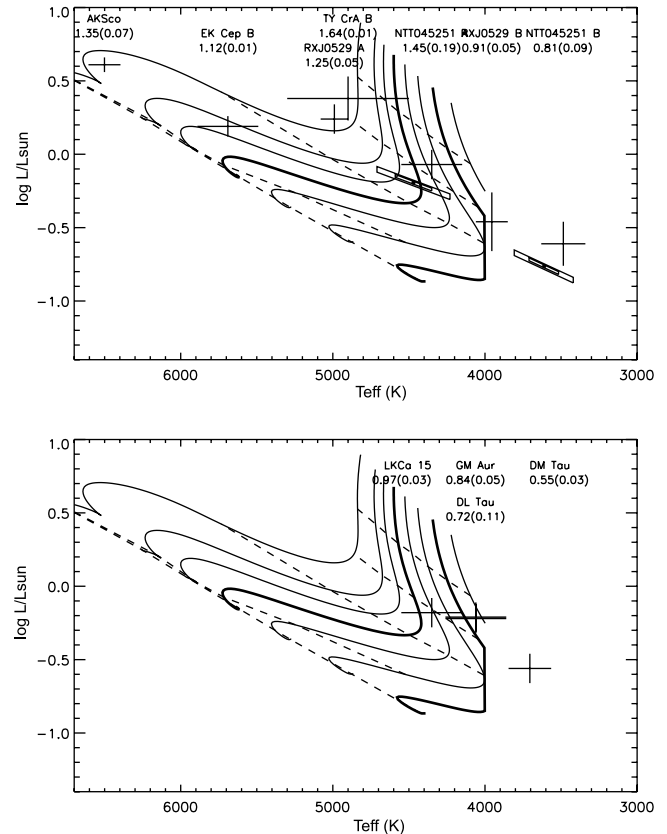 1.0
AKSco
1.35(0.07)
EK Cep B
1.12(0.01)
TY CrA B
1.64(0.01)
RXJ0529 A
1.25(0.05)
NTT045251 A
1.45(0.19)
RXJ0529 B
0.91(0.05)
NTT045251 B
0.81(0.09)
0.5
0.0
−0.5
−1.0
log L/Lsun
6000
5000
4000
3000
Teff (K)
1.0
LKCa 15
0.97(0.03)
GM Aur
0.84(0.05)
DM Tau
0.55(0.03)
DL Tau
0.72(0.11)
0.5
0.0
−0.5
−1.0
log L/Lsun
6000
5000
4000
3000
Teff (K)